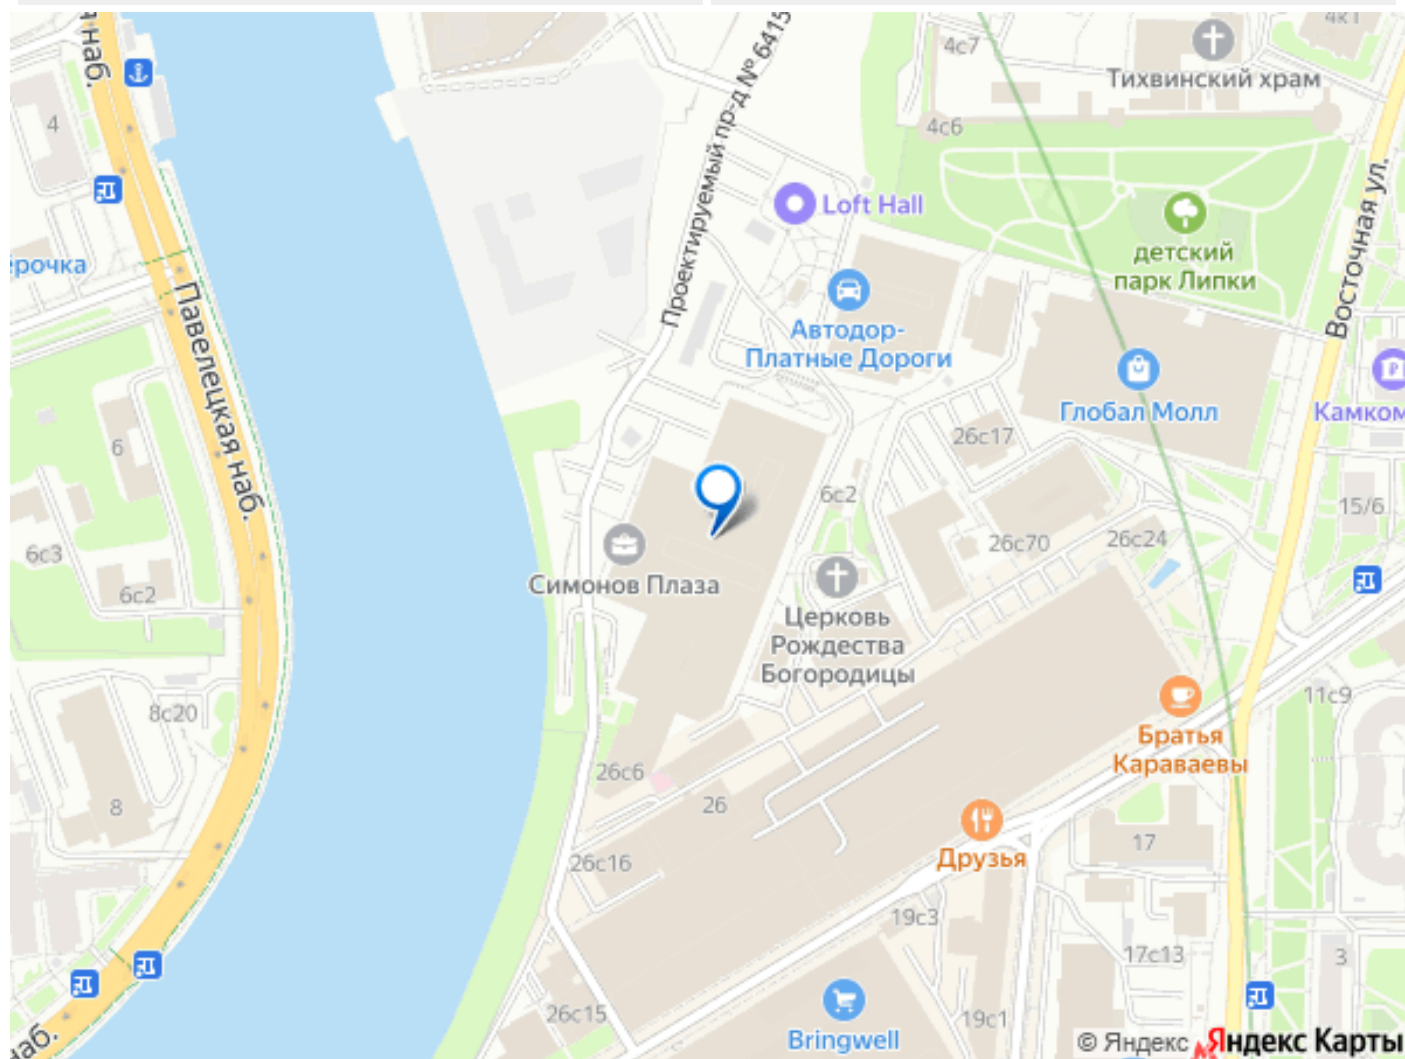 наб.
4
4с7
4к1
Тихвинский храм
4с6
Проектируемый пр-д № 6415
Loft Hall
Восточная ул.
детский
парк Липки
ерочка
Павелецкая наб.
Автодор-
Платные Дороги
Глобал Молл
Камком
6
26с17
6с2
15/6
6с3
26с70
26с24
Симонов Плаза
6с2
Церковь
Рождества
Богородицы
8с20
11с9
Братья
Караваевы
26с6
26
8
17
26с16
Друзья
19с3
17с13
3
26с15
19с1
наб.
Bringwell
© Яндекс
Яндекс Карты